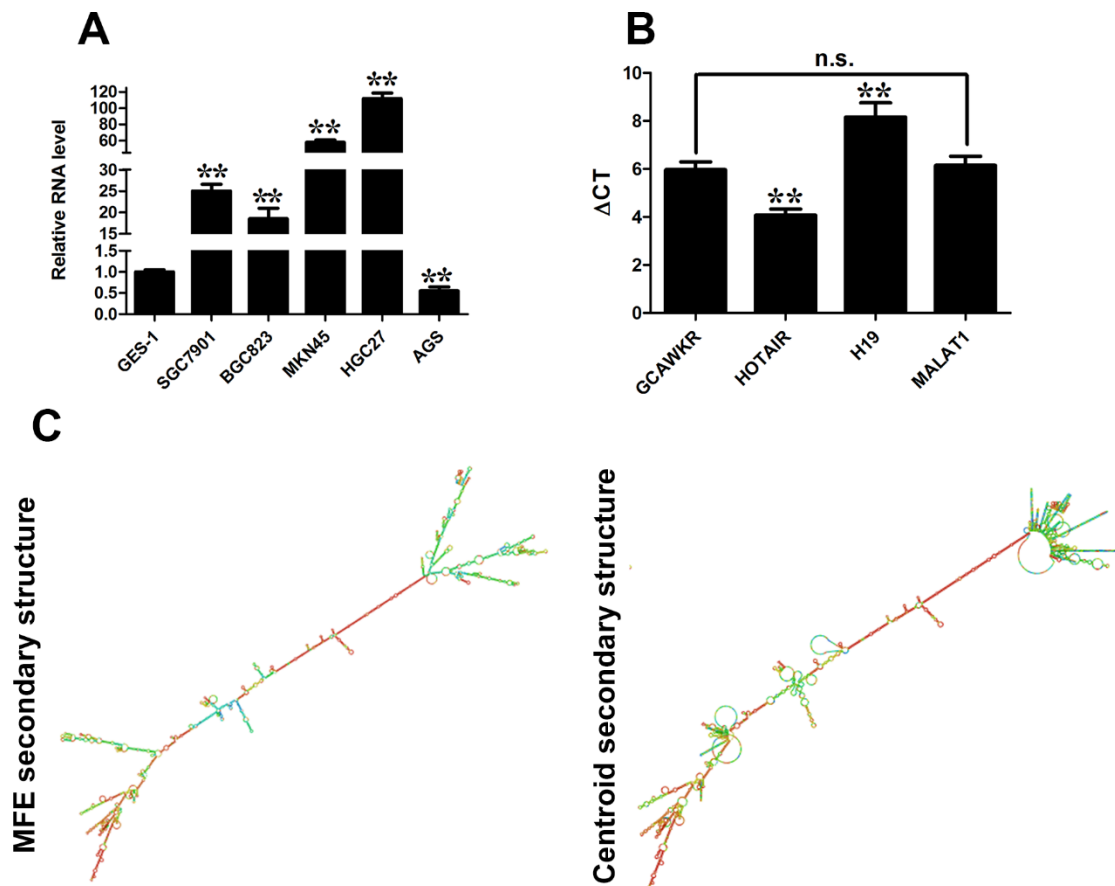 A
Relative RNA level
120
100
80
60
30
25
20
15
10
1.5
1.0
0.5
0.0
**
**
**
**
**
GES-1
SGC7901
BGC823
MKN45
HGC27
AGS
B
n.s.
ΔCT
10
8
6
4
2
0
**
**
GCAWKR
HOTAIR
H19
MALAT1
C
MFE secondary structure
Centroid secondary structure